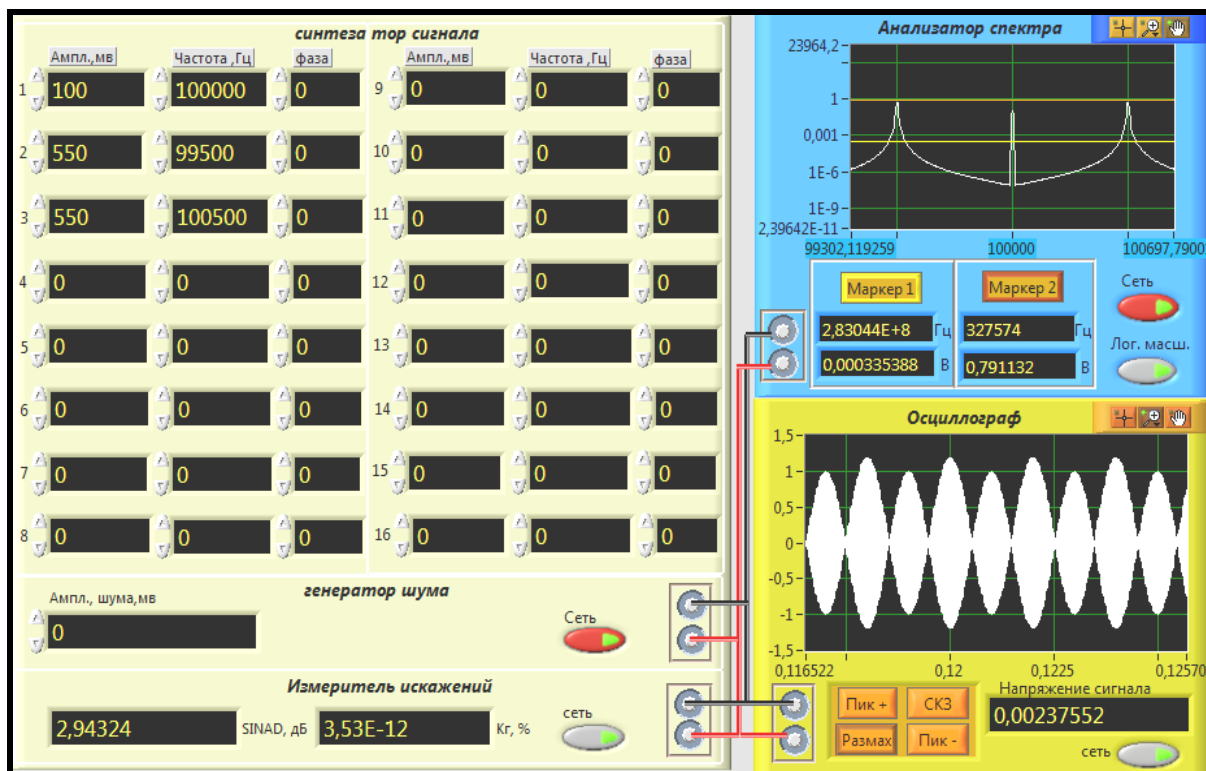 синтеза тор сигнала
Ампл.,мв Частота ,Гц фаза Ампл.,мв Частота ,Гц фаза
1 100 100000 0 9 0 0 0
2 550 99500 0 10 0 0 0
3 550 100500 0 11 0 0 0
4 0 0 0 12 0 0 0
5 0 0 0 13 0 0 0
6 0 0 0 14 0 0 0
7 0 0 0 15 0 0 0
8 0 0 0 16 0 0 0
генератор шума
Ампл., шума,мв
0
Сеть
Измеритель искажений
2,94324 SINAD, дБ 3,53E-12 Кг, %
сеть
Анализатор спектра
23964,2
1
0,001
1E-6
1E-9
2,39642E-11
99302,119259 100000 100697,7900
Маркер 1 Маркер 2
2,83044E+8 Гц 327574 Гц
0,000335388 В 0,791132 В
Сеть
Лог. масш.
Осциллограф
1,5
1
0,5
0
-0,5
-1
-1,5
0,116522 0,12 0,1225 0,12570
Напряжение сигнала
Пик + СКЗ
0,00237552
Размах Пик -
сеть